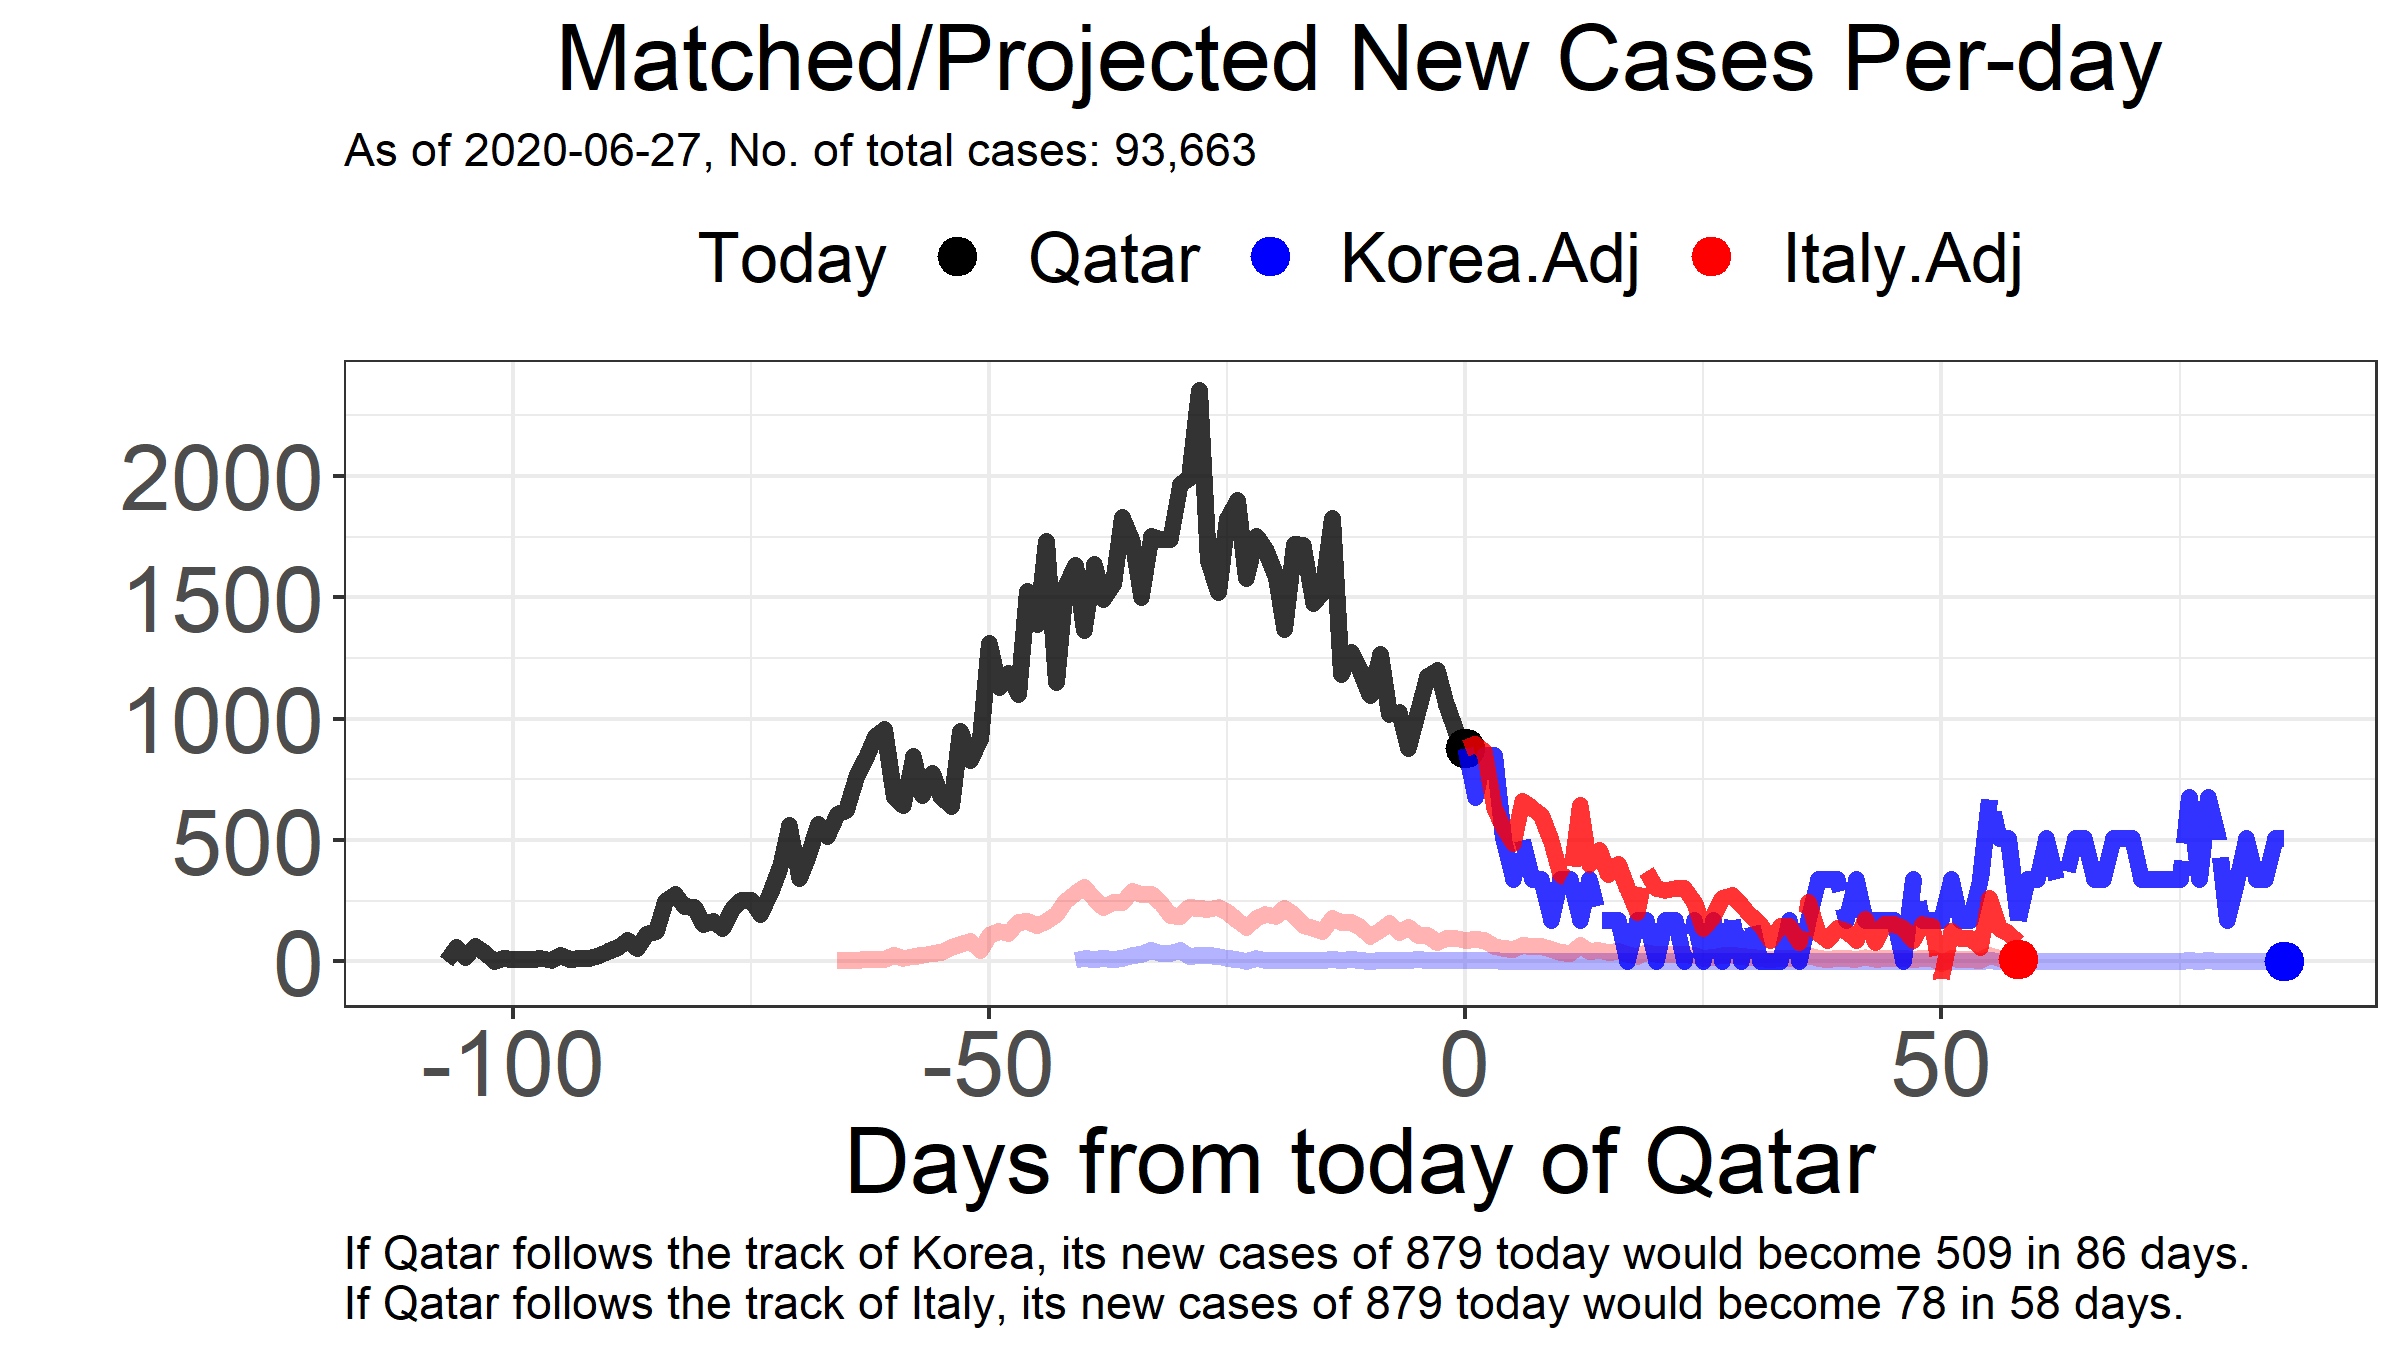 Matched/Projected New Cases Per-day
As of 2020-06-27, No. of total cases: 93,663
Today Qatar Korea.Adj Italy.Adj
2000
1500
1000
500
0
-100 -50 0 50
Days from today of Qatar
If Qatar follows the track of Korea, its new cases of 879 today would become 509 in 86 days.
If Qatar follows the track of Italy, its new cases of 879 today would become 78 in 58 days.